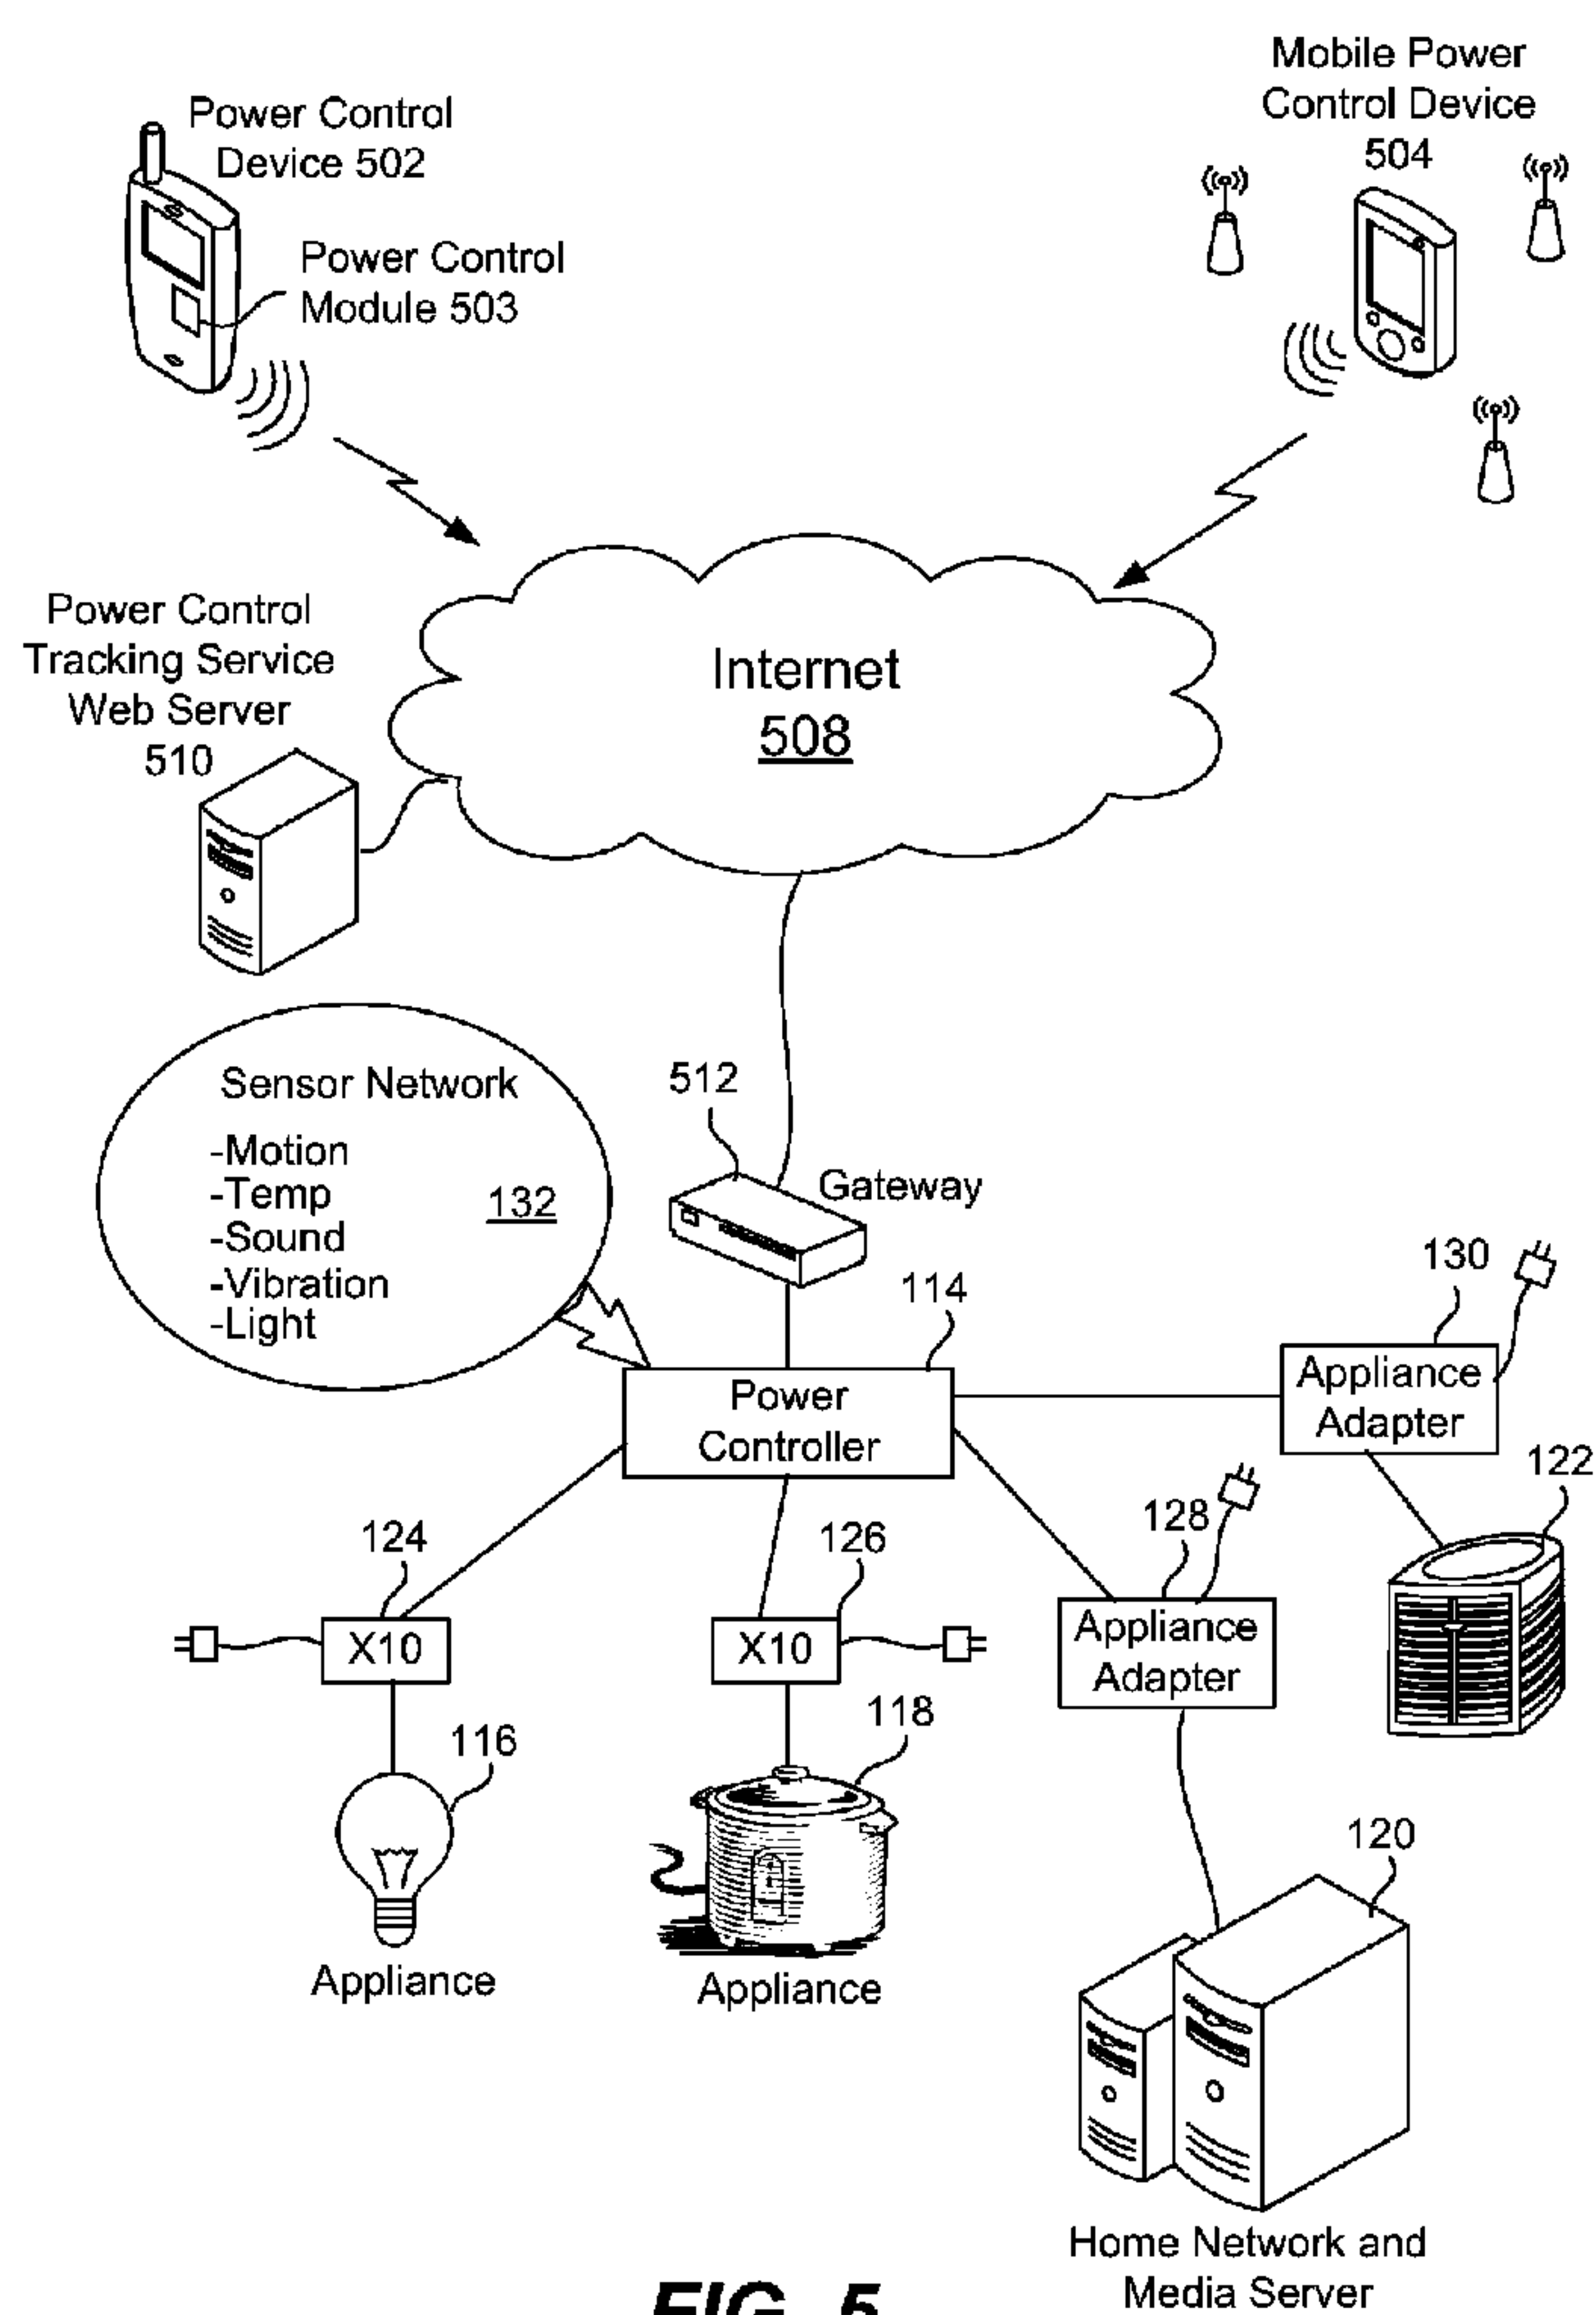 Mobile Power
Control Device
504
Power Control
Device 502
Power Control
Module 503
Power Control
Tracking Service
Web Server
510
Internet
508
Sensor Network
-Motion
-Temp
-Sound
-Vibration
-Light
132
512
Gateway
114
130
Power
Controller
Appliance
Adapter
122
124
126
128
X10
X10
Appliance
Adapter
116
118
120
Appliance
Appliance
Home Network and
Media Server
FIG. 5